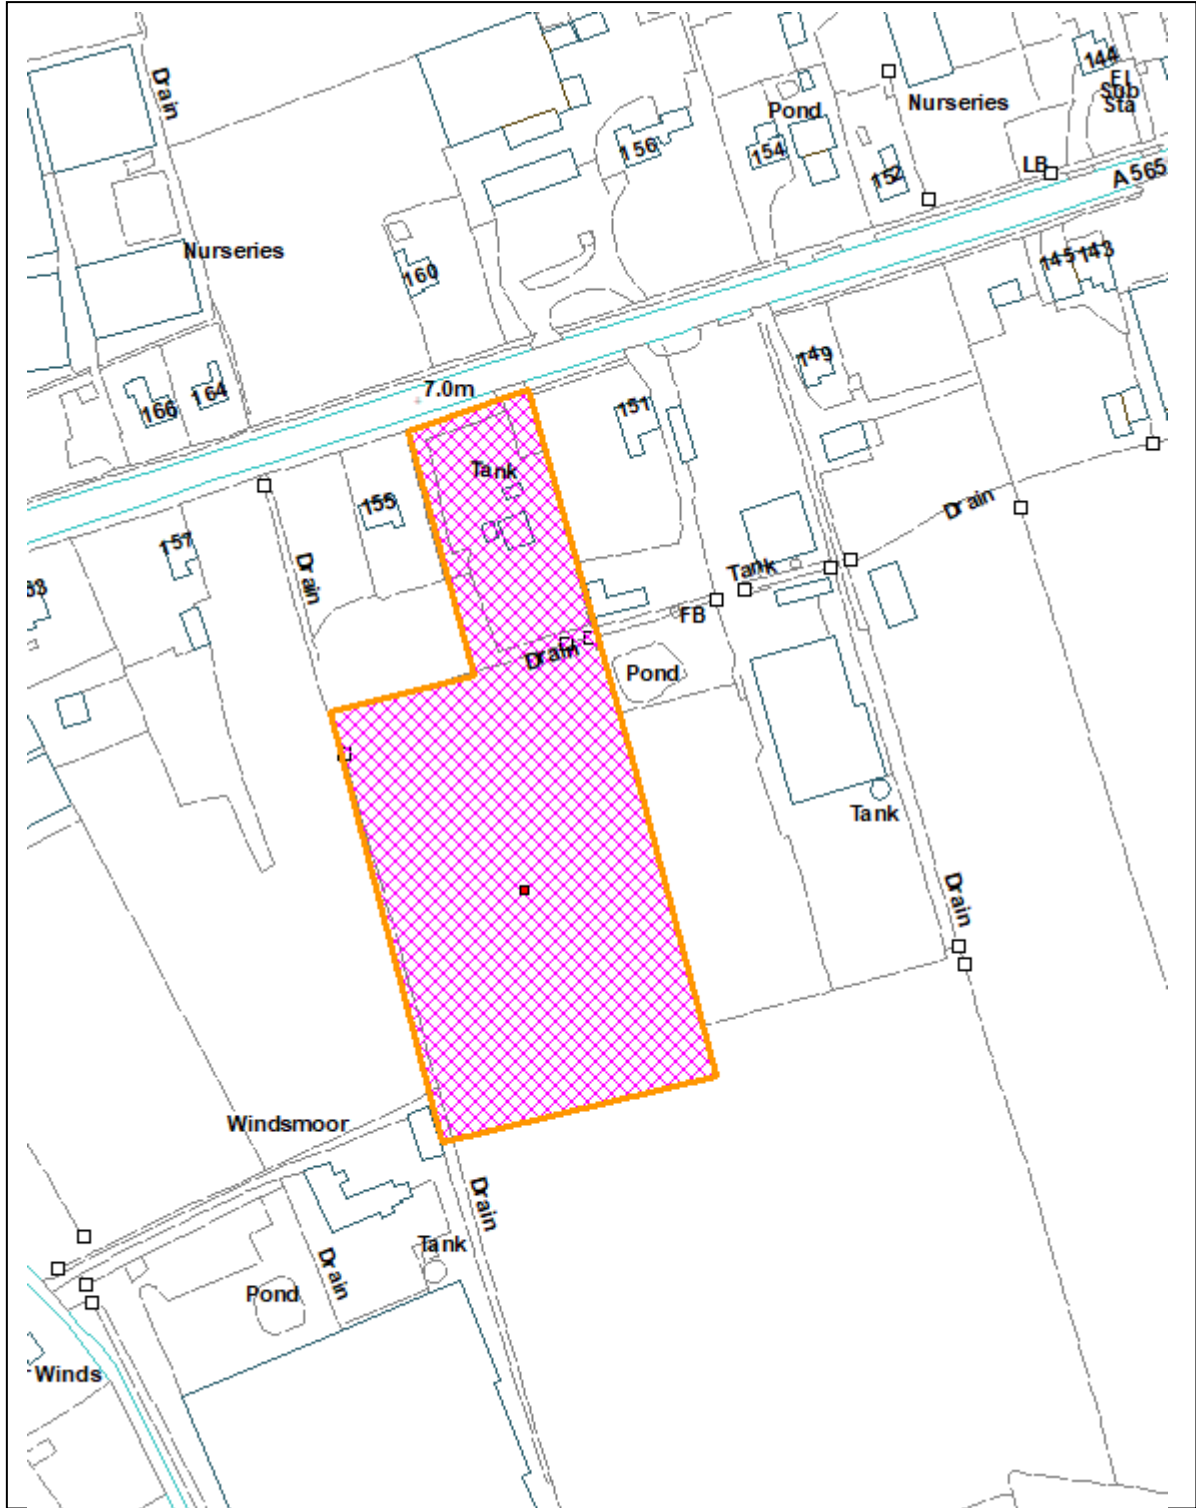 144
El
Sub
Sta
Drain
Pond
Nurseries
156
154
152
LB
A 565
Nurseries
160
145
143
149
7.0m
164
166
151
Tank
155
Drain
157
Drain
Tank
FB
Drain
Pond
Tank
Drain
Windsmoor
Drain
Tank
Drain
Pond
Winds